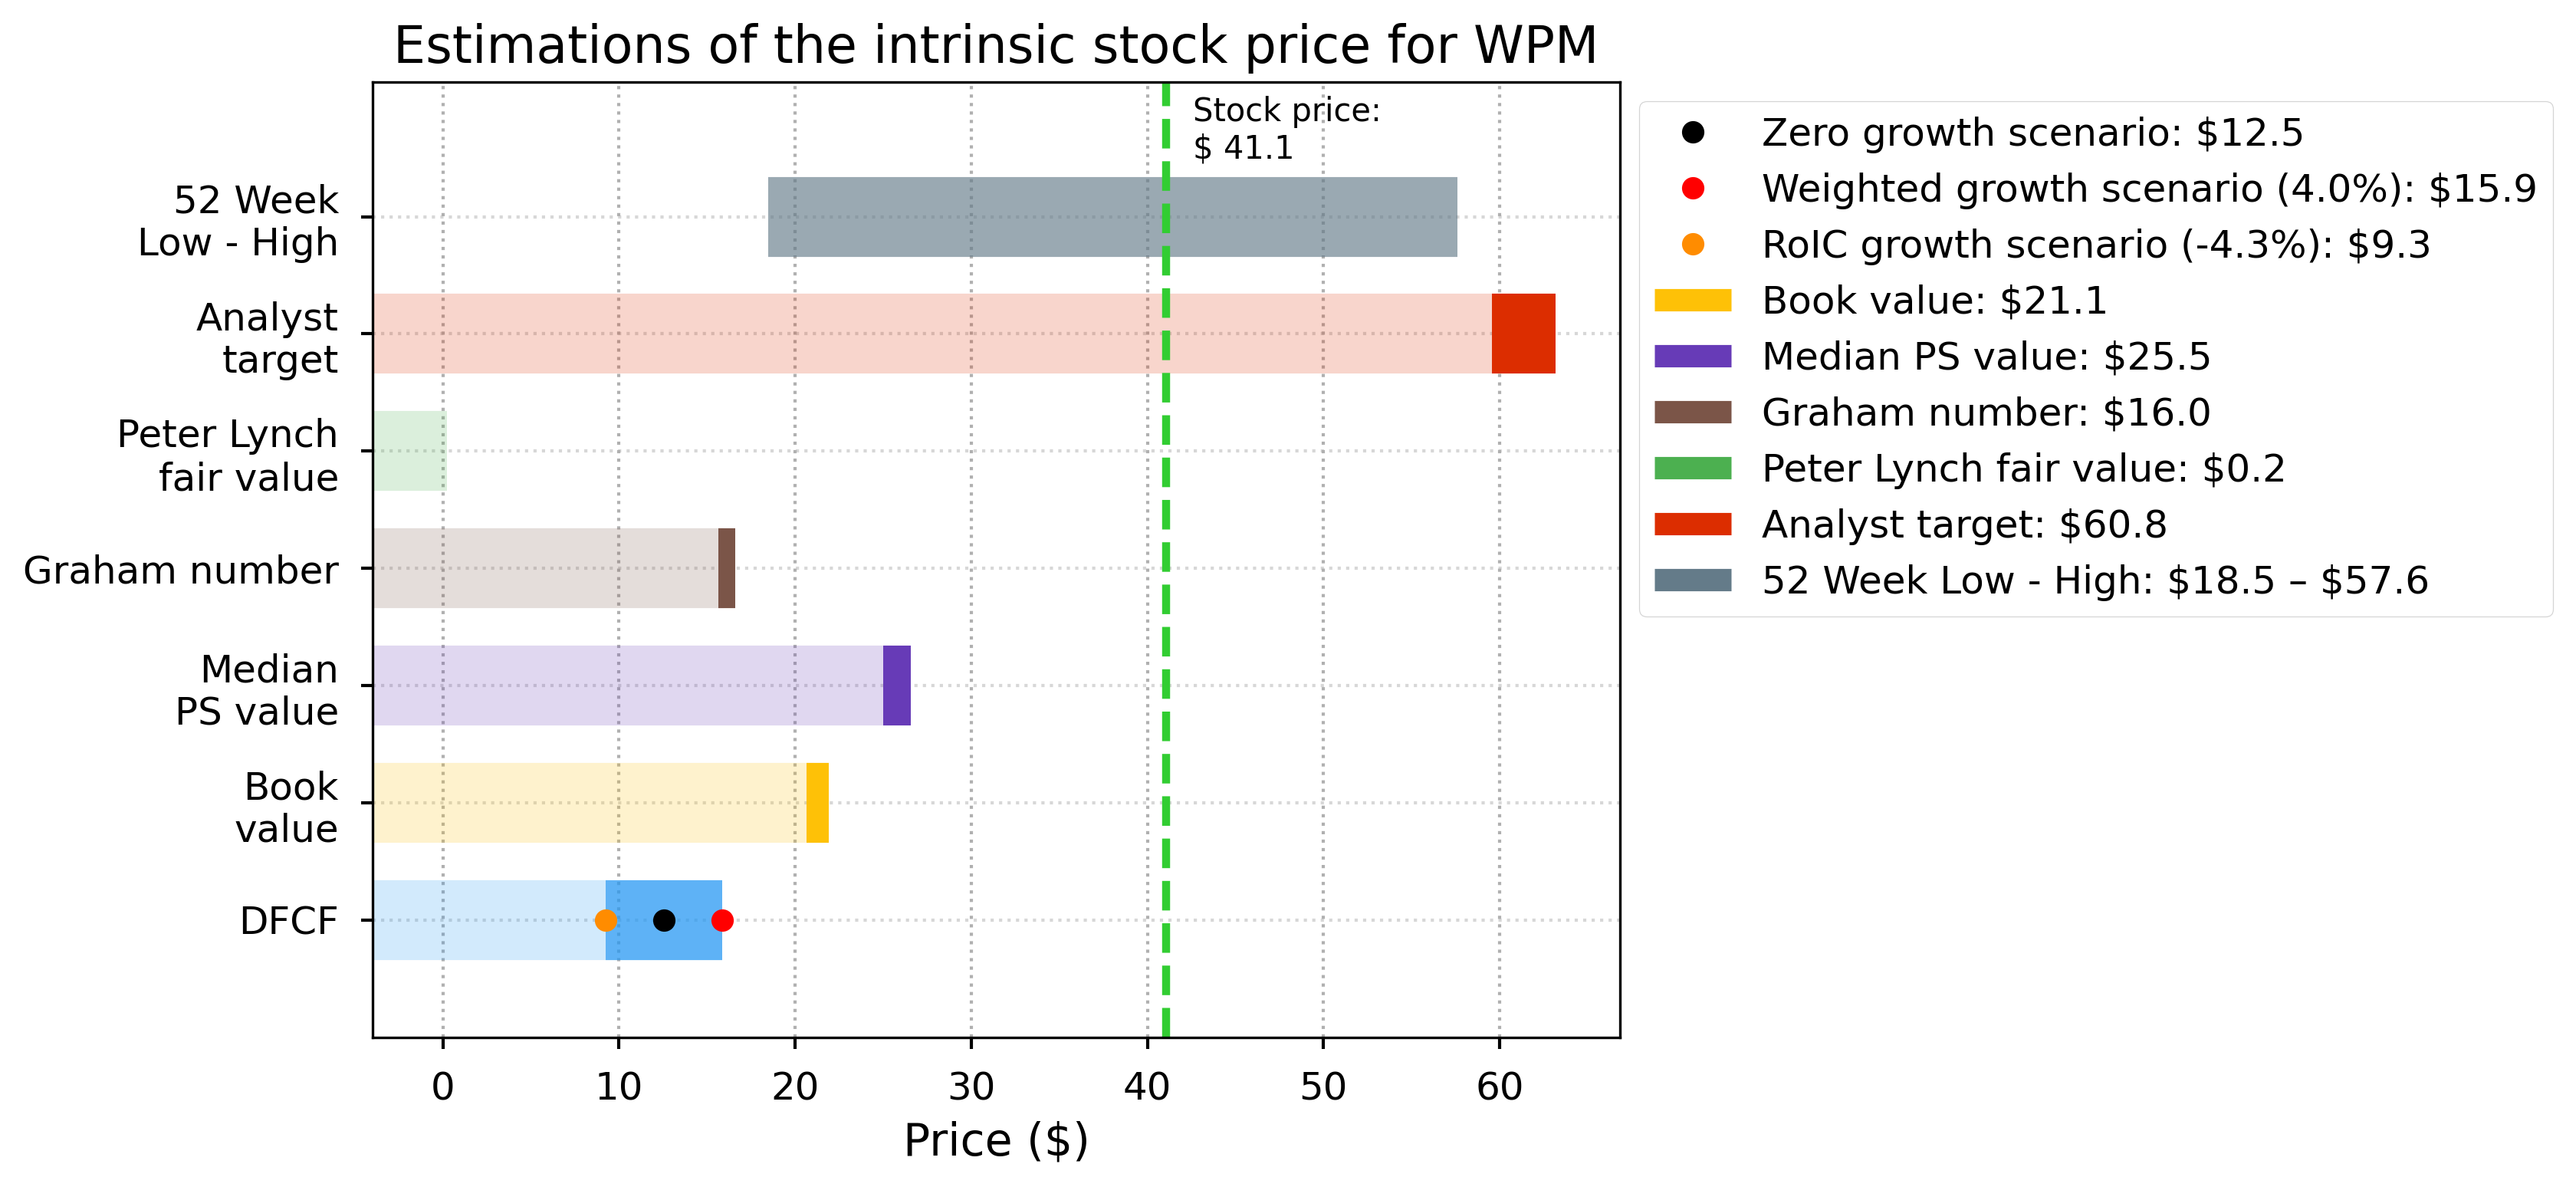 Estimations of the intrinsic stock price for WPM
Stock price:
$ 41.1
52 Week
Low - High
Analyst
target
Peter Lynch
fair value
Graham number
Median
PS value
Book
value
DFCF
0 10 20 30 40 50 60
Price ($)
Zero growth scenario: $12.5
Weighted growth scenario (4.0%): $15.9
RoIC growth scenario (-4.3%): $9.3
Book value: $21.1
Median PS value: $25.5
Graham number: $16.0
Peter Lynch fair value: $0.2
Analyst target: $60.8
52 Week Low - High: $18.5 – $57.6